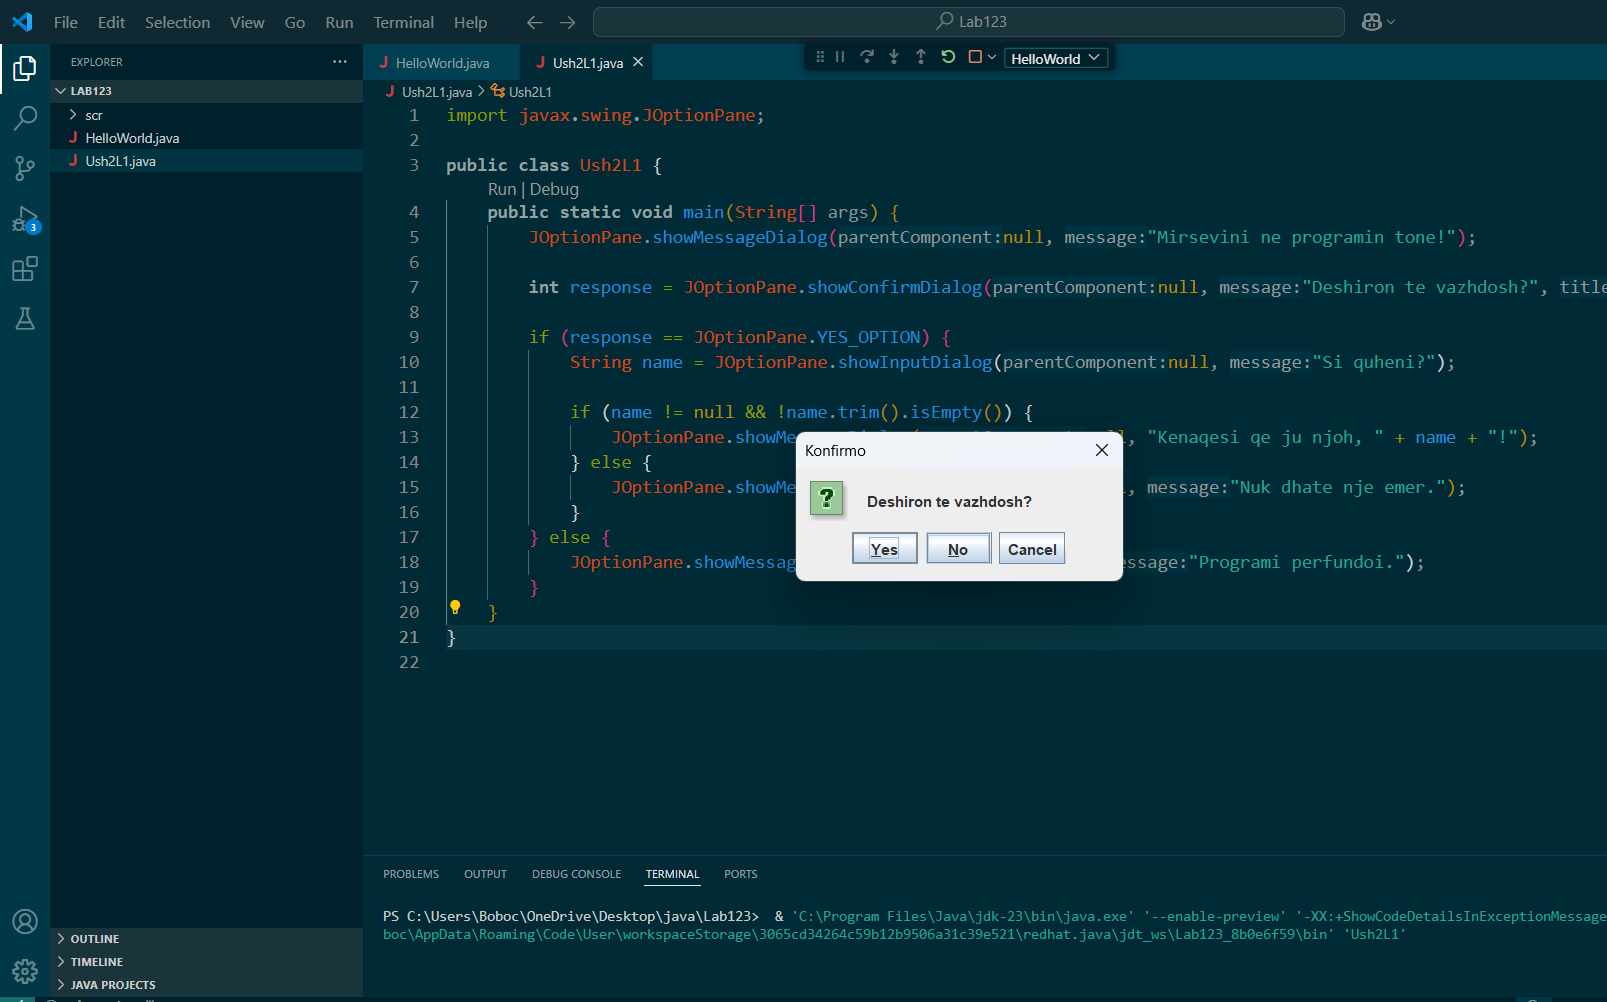 File Edit Selection View Go Run Terminal Help Lab123
EXPLORER
LAB123
scr
HelloWorld.java
Ush2L1.java
OUTLINE
TIMELINE
JAVA PROJECTS
3
HelloWorld.java Ush2L1.java HelloWorld
Ush2L1.java > Ush2L1
1 import javax.swing.JOptionPane;
2
3 public class Ush2L1 {
Run | Debug
4 public static void main(String[] args) {
5 JOptionPane.showMessageDialog(parentComponent:null, message:"Mirsevini ne programin tone!");
6
7 int response = JOptionPane.showConfirmDialog(parentComponent:null, message:"Deshiron te vazhdosh?", title
8
9 if (response == JOptionPane.YES_OPTION) {
10 String name = JOptionPane.showInputDialog(parentComponent:null, message:"Si quheni?");
11
12 if (name != null && !name.trim().isEmpty()) {
13 JOptionPane.showMe , "Kenaqesi qe ju njoh, " + name + "!");
14 } else {
15 JOptionPane.showMe , message:"Nuk dhate nje emer.");
16 }
17 } else {
18 JOptionPane.showMessag essage:"Programi perfundoi.");
19 }
20 }
21 }
22
Konfirmo
Deshiron te vazhdosh?
Yes No Cancel
PROBLEMS OUTPUT DEBUG CONSOLE TERMINAL PORTS
PS C:\Users\Boboc\OneDrive\Desktop\java\Lab123> & 'C:\Program Files\Java\jdk-23\bin\java.exe' '--enable-preview' '-XX:+ShowCodeDetailsInExceptionMessage
boc\AppData\Roaming\Code\User\workspaceStorage\3065cd34264c59b12b9506a31c39e521\redhat.java\jdt_ws\Lab123_8b0e6f59\bin' 'Ush2L1'